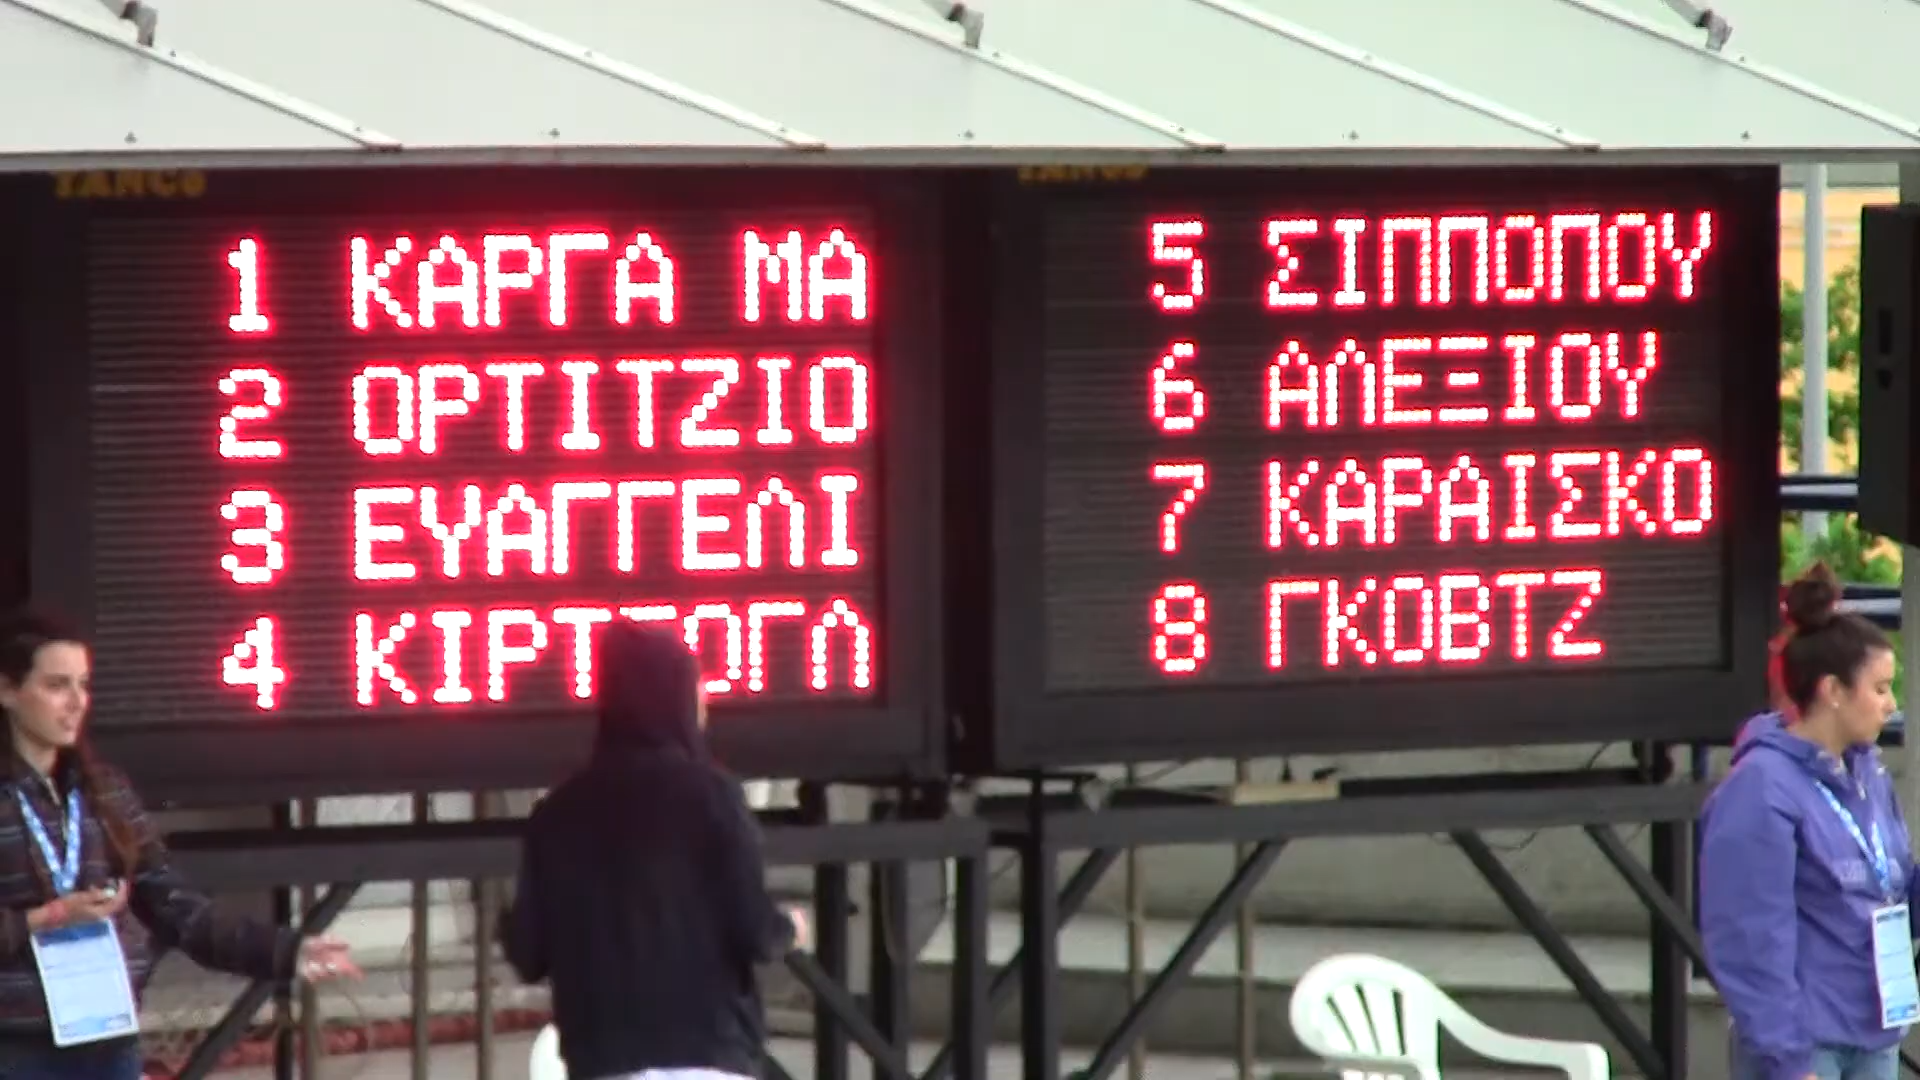 1 ΚΑΡΓΑ ΜΑ
2 ΟΡΤΙΤΖΙΟ
3 ΕΥΑΓΓΕΛΙ
4
5 ΣΙΠΠΟΠΟΥ
6 ΑΛΕΞΙΟΥ
7 ΚΑΡΑΙΣΚΟ
8 ΓΚΟΒΤΖ